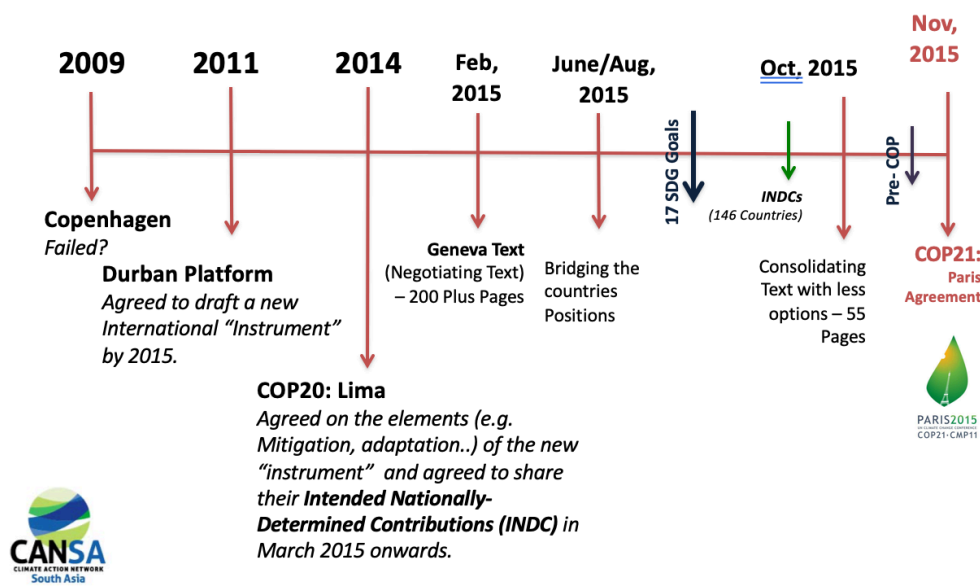 2009
2011
2014
Feb,
2015
June/Aug,
2015
Oct. 2015
Nov,
2015
17 SDG Goals
Pre- COP
Copenhagen
Failed?
Durban Platform
Agreed to draft a new
International “Instrument”
by 2015.
COP20: Lima
Agreed on the elements (e.g.
Mitigation, adaptation..) of the new
“instrument” and agreed to share
their Intended Nationally-
Determined Contributions (INDC) in
March 2015 onwards.
Geneva Text
(Negotiating Text)
– 200 Plus Pages
Bridging the
countries
Positions
INDCs
(146 Countries)
Consolidating
Text with less
options – 55
Pages
COP21:
Paris
Agreement
PARIS2015
UN CLIMATE CHANGE CONFERENCE
COP21·CMP11
CANSA
CLIMATE ACTION NETWORK
South Asia